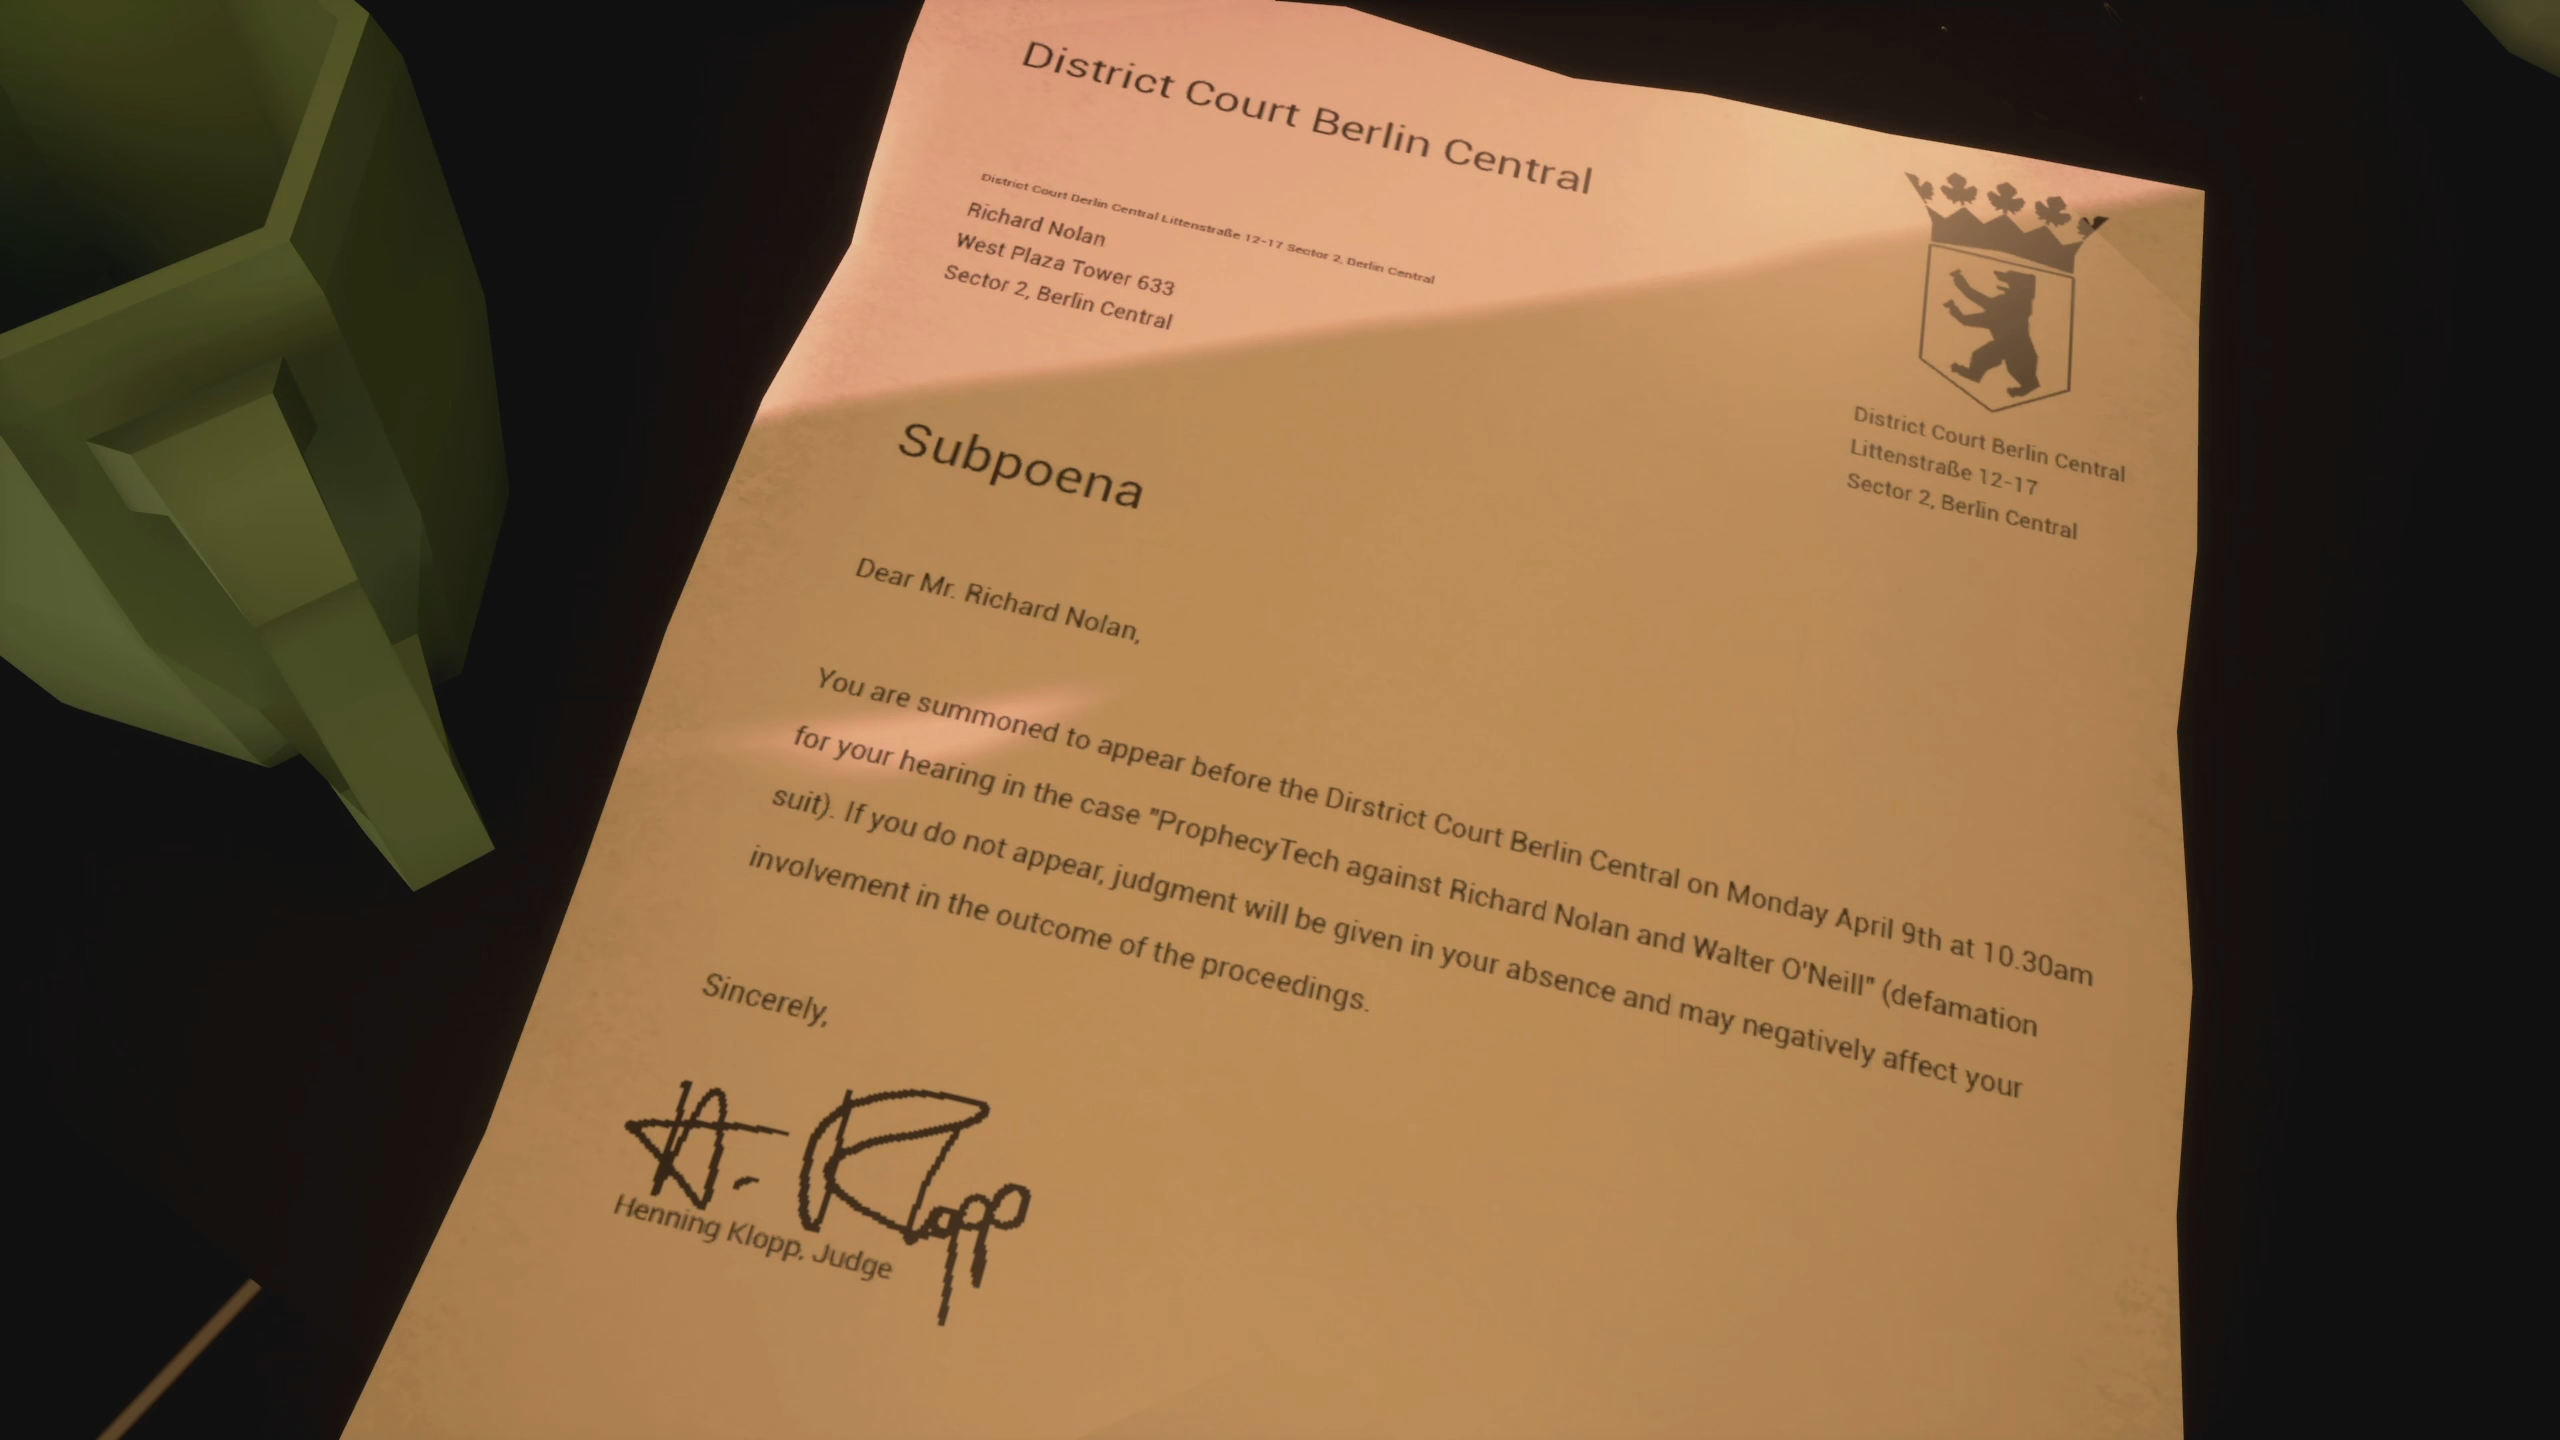 District Court Berlin Central
District Court Berlin Central Littenstraße 12-17 Sector 2, Berlin Central
Richard Nolan
West Plaza Tower 633
Sector 2, Berlin Central
District Court Berlin Central
Littenstraße 12-17
Sector 2, Berlin Central
Subpoena
Dear Mr. Richard Nolan,
You are summoned to appear before the Dirstrict Court Berlin Central on Monday April 9th at 10.30am
for your hearing in the case "ProphecyTech against Richard Nolan and Walter O'Neill" (defamation
suit). If you do not appear, judgment will be given in your absence and may negatively affect your
involvement in the outcome of the proceedings.
Sincerely,
H. Klopp
Henning Klopp, Judge